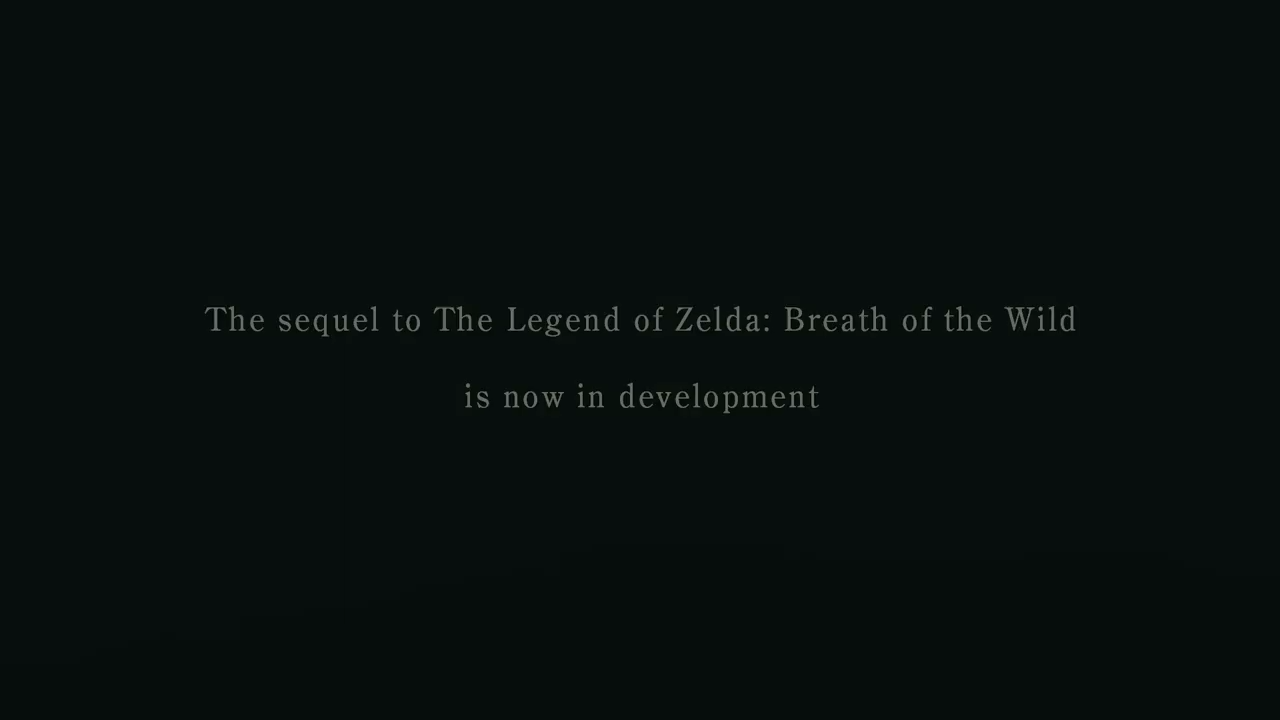 The sequel to The Legend of Zelda: Breath of the Wild
is now in development